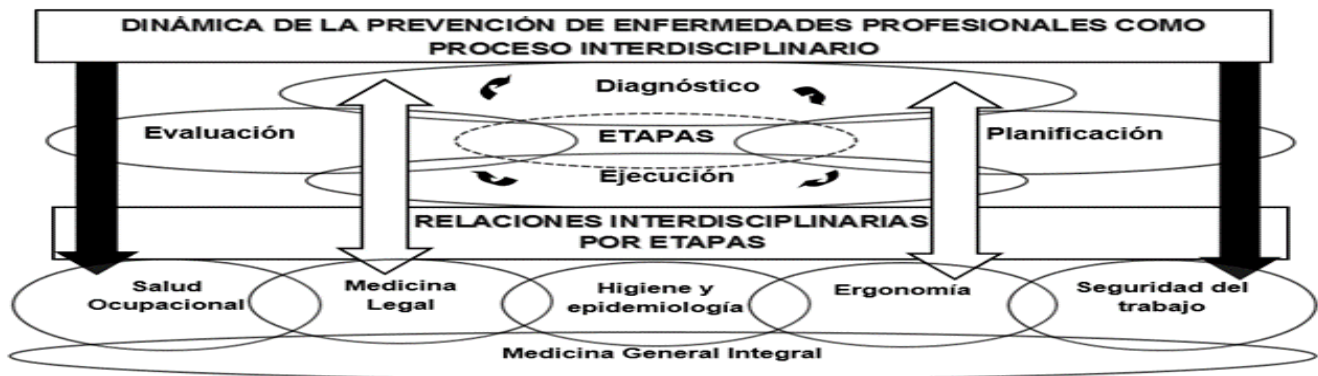 DINÁMICA DE LA PREVENCIÓN DE ENFERMEDADES PROFESIONALES COMO
PROCESO INTERDISCIPLINARIO
Diagnóstico
Evaluación
ETAPAS
Planificación
Ejecución
RELACIONES INTERDISCIPLINARIAS
POR ETAPAS
Salud
Ocupacional
Medicina
Legal
Higiene y
epidemiología
Ergonomía
Seguridad del
trabajo
Medicina General Integral